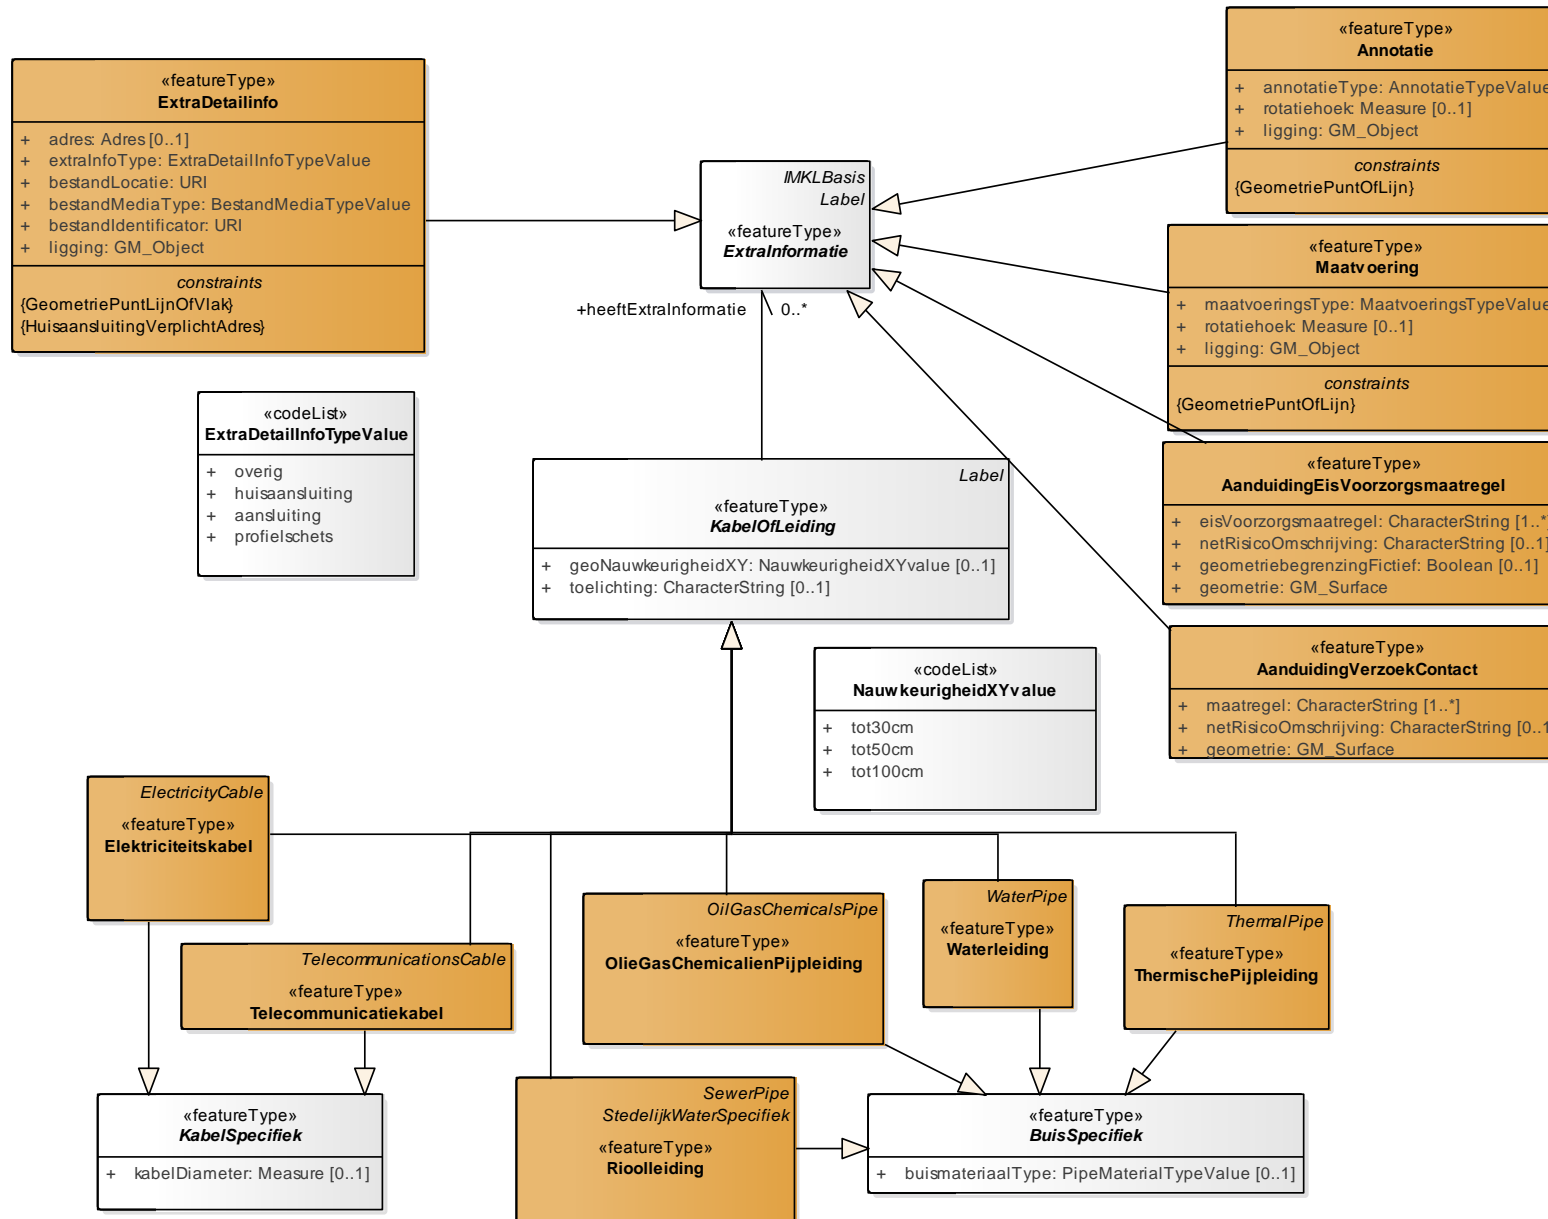 «featureType»
ExtraDetailinfo
+ adres: Adres [0..1]
+ extraInfoType: ExtraDetailInfoTypeValue
+ bestandLocatie: URI
+ bestandMediaType: BestandMediaTypeValue
+ bestandIdentificator: URI
+ ligging: GM_Object
constraints
{GeometriePuntLijnOfVlak}
{HuisaansluitingVerplichtAdres}
IMKLBasis
Label
«featureType»
ExtraInformatie
+heeftExtraInformatie
0..*
«featureType»
Annotatie
+ annotatieType: AnnotatieTypeValue
+ rotatiehoek: Measure [0..1]
+ ligging: GM_Object
constraints
{GeometriePuntOfLijn}
«featureType»
Maatvoering
+ maatvoeringsType: MaatvoeringsTypeValue
+ rotatiehoek: Measure [0..1]
+ ligging: GM_Object
constraints
{GeometriePuntOfLijn}
«codeList»
ExtraDetailInfoTypeValue
+ overig
+ huisaansluiting
+ aansluiting
+ profielschets
Label
«featureType»
KabelOfLeiding
+ geoNauwkeurigheidXY: NauwkeurigheidXYvalue [0..1]
+ toelichting: CharacterString [0..1]
«featureType»
AanduidingEisVoorzorgsmaatregel
+ eisVoorzorgsmaatregel: CharacterString [1..*]
+ netRisicoOmschrijving: CharacterString [0..1]
+ geometriebegrenzingFictief: Boolean [0..1]
+ geometrie: GM_Surface
«featureType»
AanduidingVerzoekContact
+ maatregel: CharacterString [1..*]
+ netRisicoOmschrijving: CharacterString [0..1
+ geometrie: GM_Surface
«codeList»
NauwkeurigheidXYvalue
+ tot30cm
+ tot50cm
+ tot100cm
ElectricityCable
«featureType»
Elektriciteitskabel
TelecommunicationsCable
«featureType»
Telecommunicatiekabel
OilGasChemicalsPipe
«featureType»
OlieGasChemicalienPijpleiding
WaterPipe
«featureType»
Waterleiding
ThermalPipe
«featureType»
ThermischePijpleiding
«featureType»
KabelSpecifiek
+ kabelDiameter: Measure [0..1]
SewerPipe
StedelijkWaterSpecifiek
«featureType»
Rioolleiding
«featureType»
BuisSpecifiek
+ buismateriaalType: PipeMaterialTypeValue [0..1]